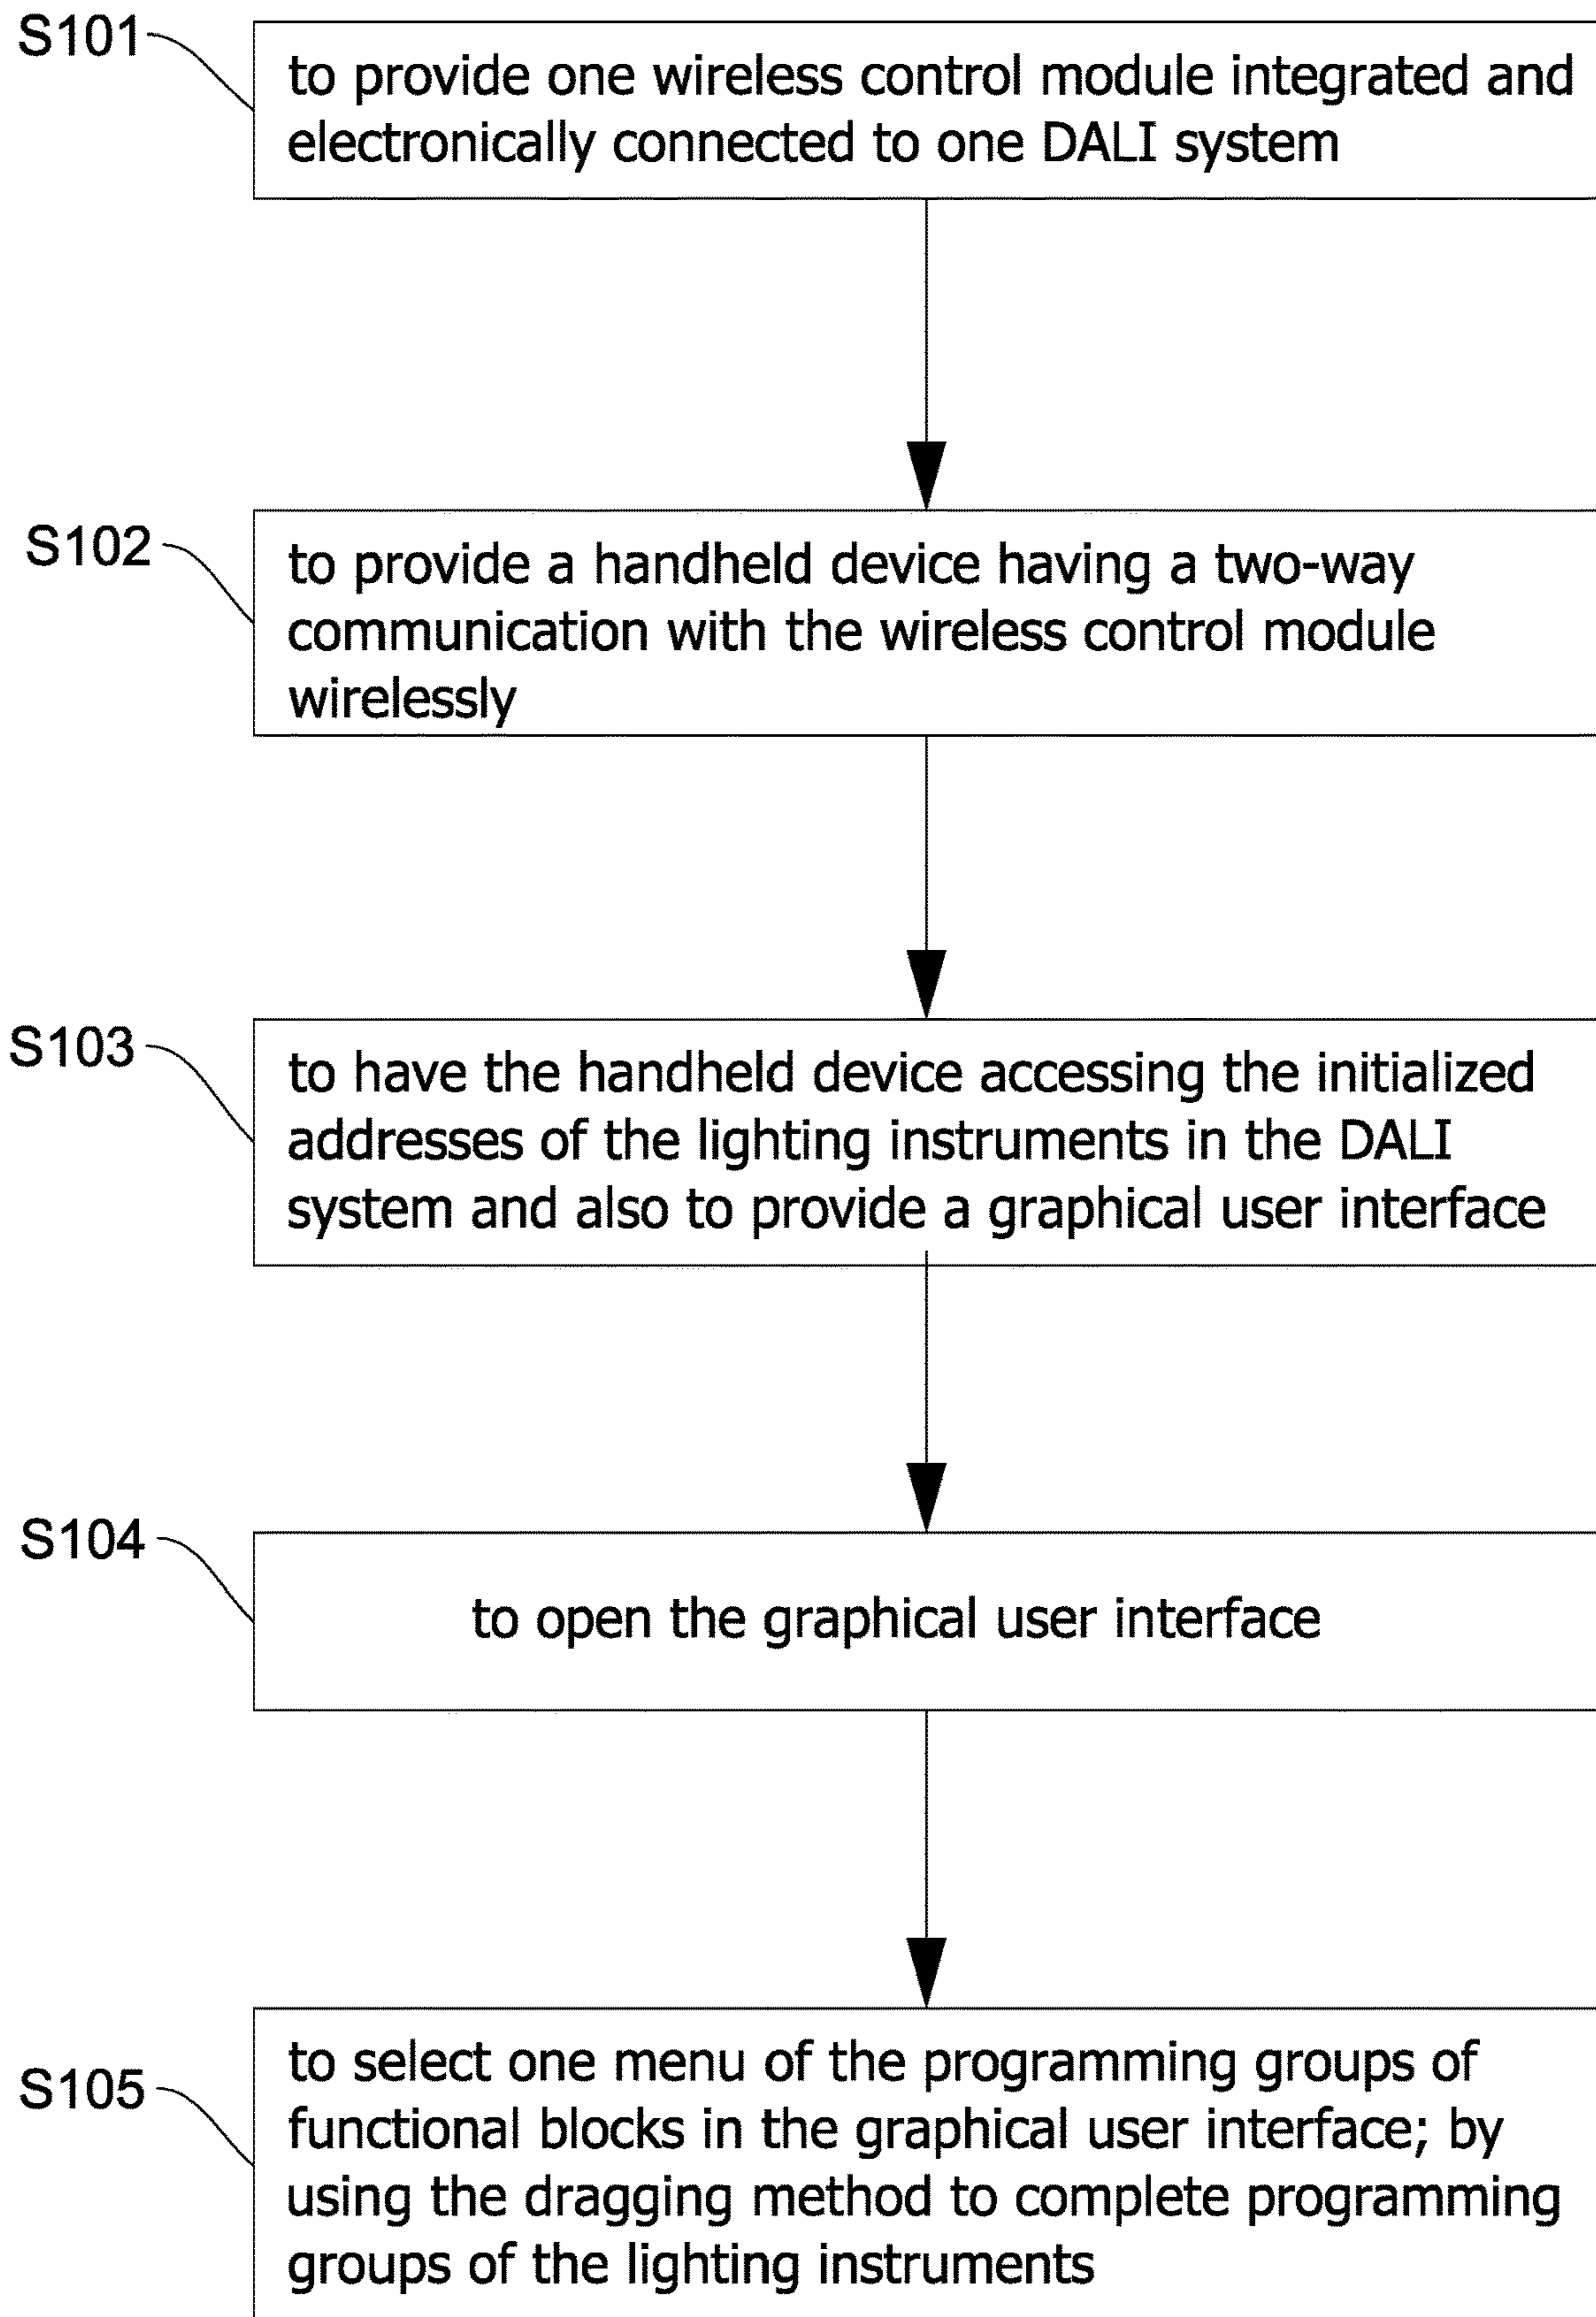 S101
to provide one wireless control module integrated and
electronically connected to one DALI system
S102
to provide a handheld device having a two-way
communication with the wireless control module
wirelessly
S103
to have the handheld device accessing the initialized
addresses of the lighting instruments in the DALI
system and also to provide a graphical user interface
S104
to open the graphical user interface
S105
to select one menu of the programming groups of
functional blocks in the graphical user interface; by
using the dragging method to complete programming
groups of the lighting instruments